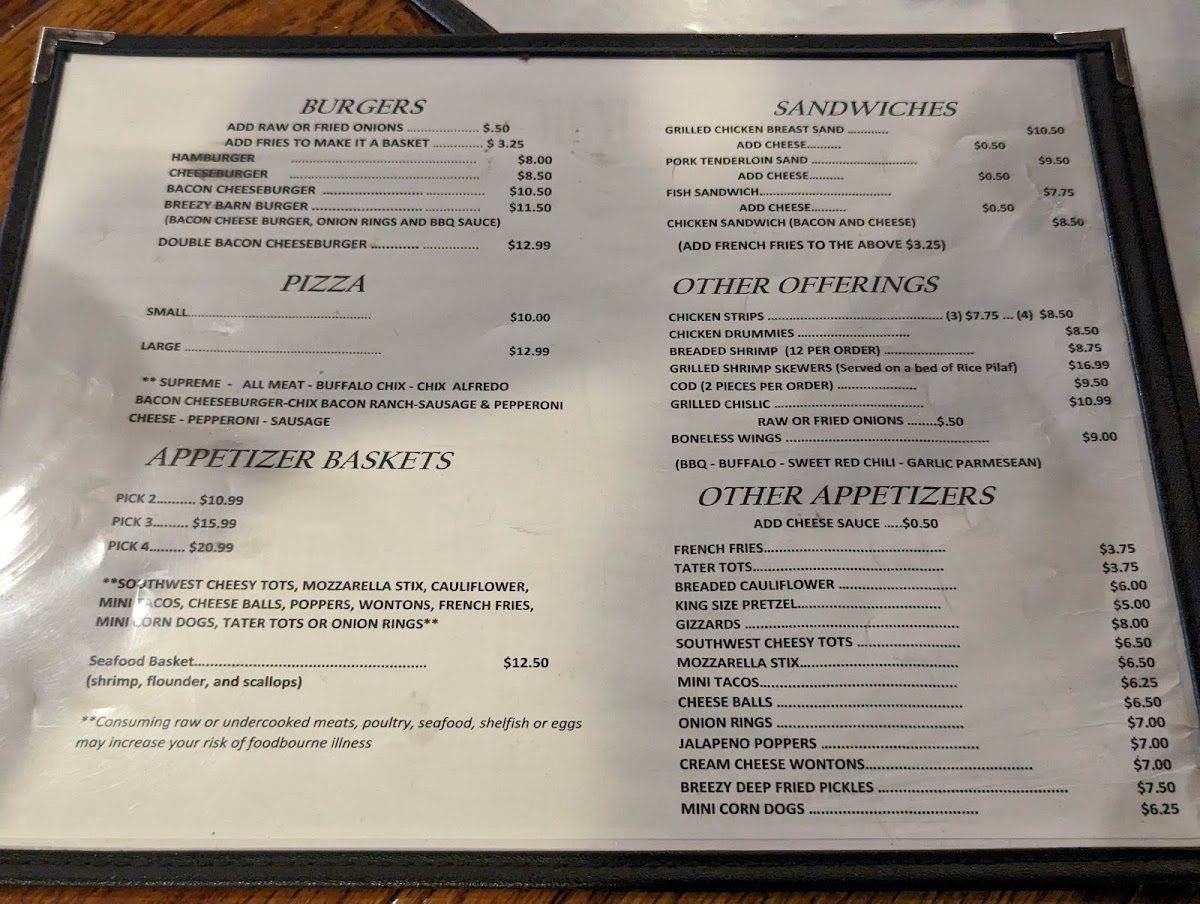 BURGERS
ADD RAW OR FRIED ONIONS .................... $.50
ADD FRIES TO MAKE IT A BASKET .............. $ 3.25
HAMBURGER .................................................... $8.00
CHEESEBURGER .................................................... $8.50
BACON CHEESEBURGER ............................ ................ $10.50
BREEZY BARN BURGER ............................... ................ $11.50
(BACON CHEESE BURGER, ONION RINGS AND BBQ SAUCE)
DOUBLE BACON CHEESEBURGER ............. ................ $12.99
PIZZA
SMALL.................................................... $10.00
LARGE ........................................................ $12.99
** SUPREME - ALL MEAT - BUFFALO CHIX - CHIX ALFREDO
BACON CHEESEBURGER-CHIX BACON RANCH-SAUSAGE & PEPPERONI
CHEESE - PEPPERONI - SAUSAGE
APPETIZER BASKETS
PICK 2.......... $10.99
PICK 3......... $15.99
PICK 4......... $20.99
**SOUTHWEST CHEESY TOTS, MOZZARELLA STIX, CAULIFLOWER,
MINI TACOS, CHEESE BALLS, POPPERS, WONTONS, FRENCH FRIES,
MINI CORN DOGS, TATER TOTS OR ONION RINGS**
Seafood Basket.................................................... $12.50
(shrimp, flounder, and scallops)
**Consuming raw or undercooked meats, poultry, seafood, shelfish or eggs
may increase your risk of foodbourne illness
SANDWICHES
GRILLED CHICKEN BREAST SAND ............ $10.50
ADD CHEESE.......... $0.50
PORK TENDERLOIN SAND ............................... $9.50
ADD CHEESE.......... $0.50
FISH SANDWICH....................................... $7.75
ADD CHEESE.......... $0.50
CHICKEN SANDWICH (BACON AND CHEESE) $8.50
(ADD FRENCH FRIES TO THE ABOVE $3.25)
OTHER OFFERINGS
CHICKEN STRIPS .................................................. (3) $7.75 ... (4) $8.50
CHICKEN DRUMMIES ................................ $8.50
BREADED SHRIMP (12 PER ORDER) ......................... $8.75
GRILLED SHRIMP SKEWERS (Served on a bed of Rice Pilaf) $16.99
COD (2 PIECES PER ORDER) ...................... $9.50
GRILLED CHISLIC .......................................... $10.99
RAW OR FRIED ONIONS ........$.50
BONELESS WINGS ......................................................... $9.00
(BBQ - BUFFALO - SWEET RED CHILI - GARLIC PARMESEAN)
OTHER APPETIZERS
ADD CHEESE SAUCE .....$0.50
FRENCH FRIES.................................................... $3.75
TATER TOTS...................................................... $3.75
BREADED CAULIFLOWER ................................. $6.00
KING SIZE PRETZEL........................................ $5.00
GIZZARDS ............................................................ $8.00
SOUTHWEST CHEESY TOTS ............................. $6.50
MOZZARELLA STIX............................................ $6.50
MINI TACOS....................................................... $6.25
CHEESE BALLS ................................................... $6.50
ONION RINGS ................................................... $7.00
JALAPENO POPPERS ........................................... $7.00
CREAM CHEESE WONTONS............................................... $7.00
BREEZY DEEP FRIED PICKLES ..................................................... $7.50
MINI CORN DOGS .............................................. $6.25